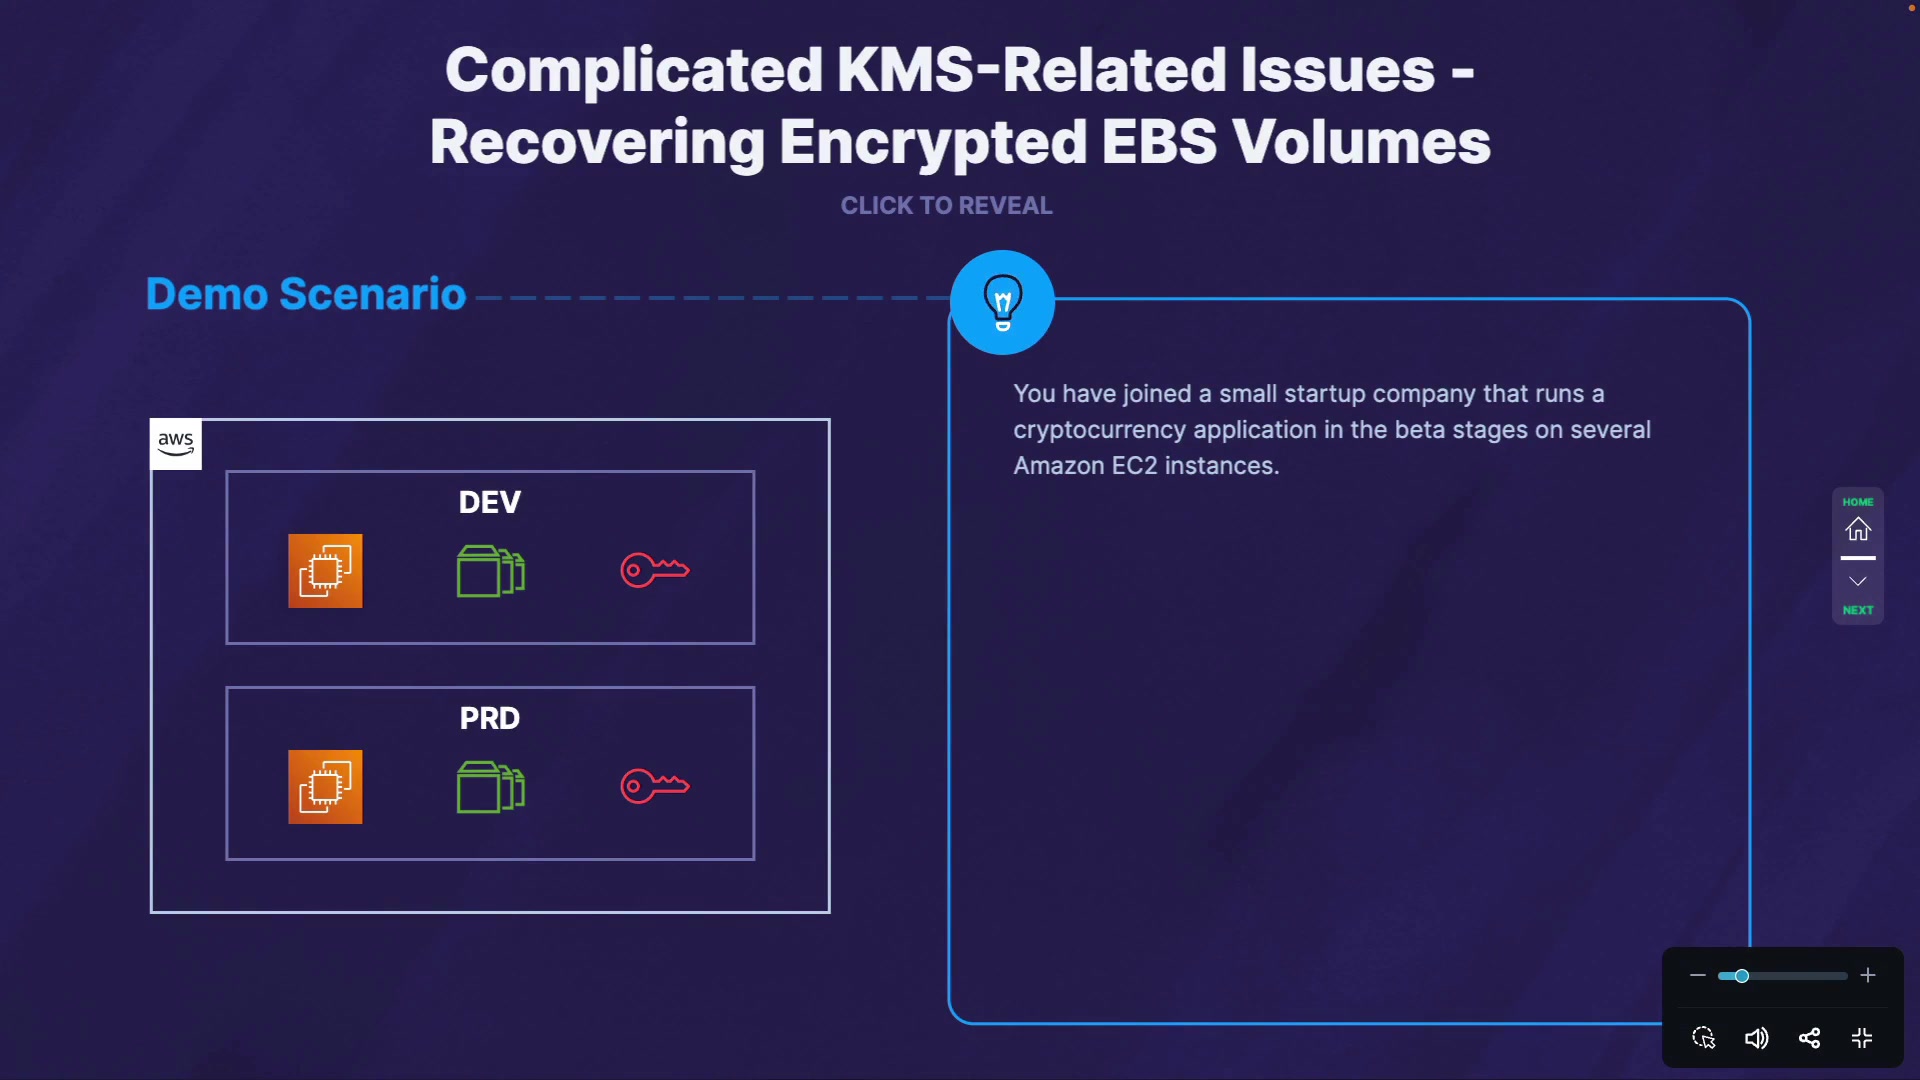 Complicated KMS-Related Issues -
Recovering Encrypted EBS Volumes
CLICK TO REVEAL
Demo Scenario
You have joined a small startup company that runs a
cryptocurrency application in the beta stages on several
Amazon EC2 instances.
aws
DEV
PRD
HOME
NEXT